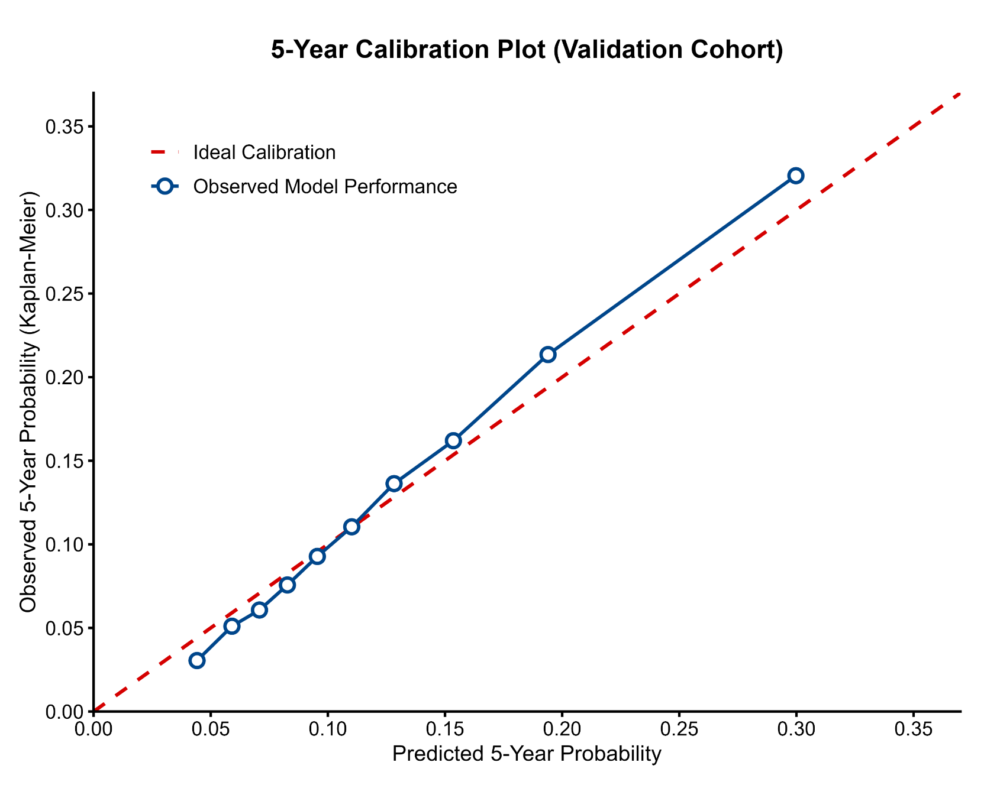 5-Year Calibration Plot (Validation Cohort)
Ideal Calibration
Observed Model Performance
Observed 5-Year Probability (Kaplan-Meier)
0.35
0.30
0.25
0.20
0.15
0.10
0.05
0.00
0.00 0.05 0.10 0.15 0.20 0.25 0.30 0.35
Predicted 5-Year Probability